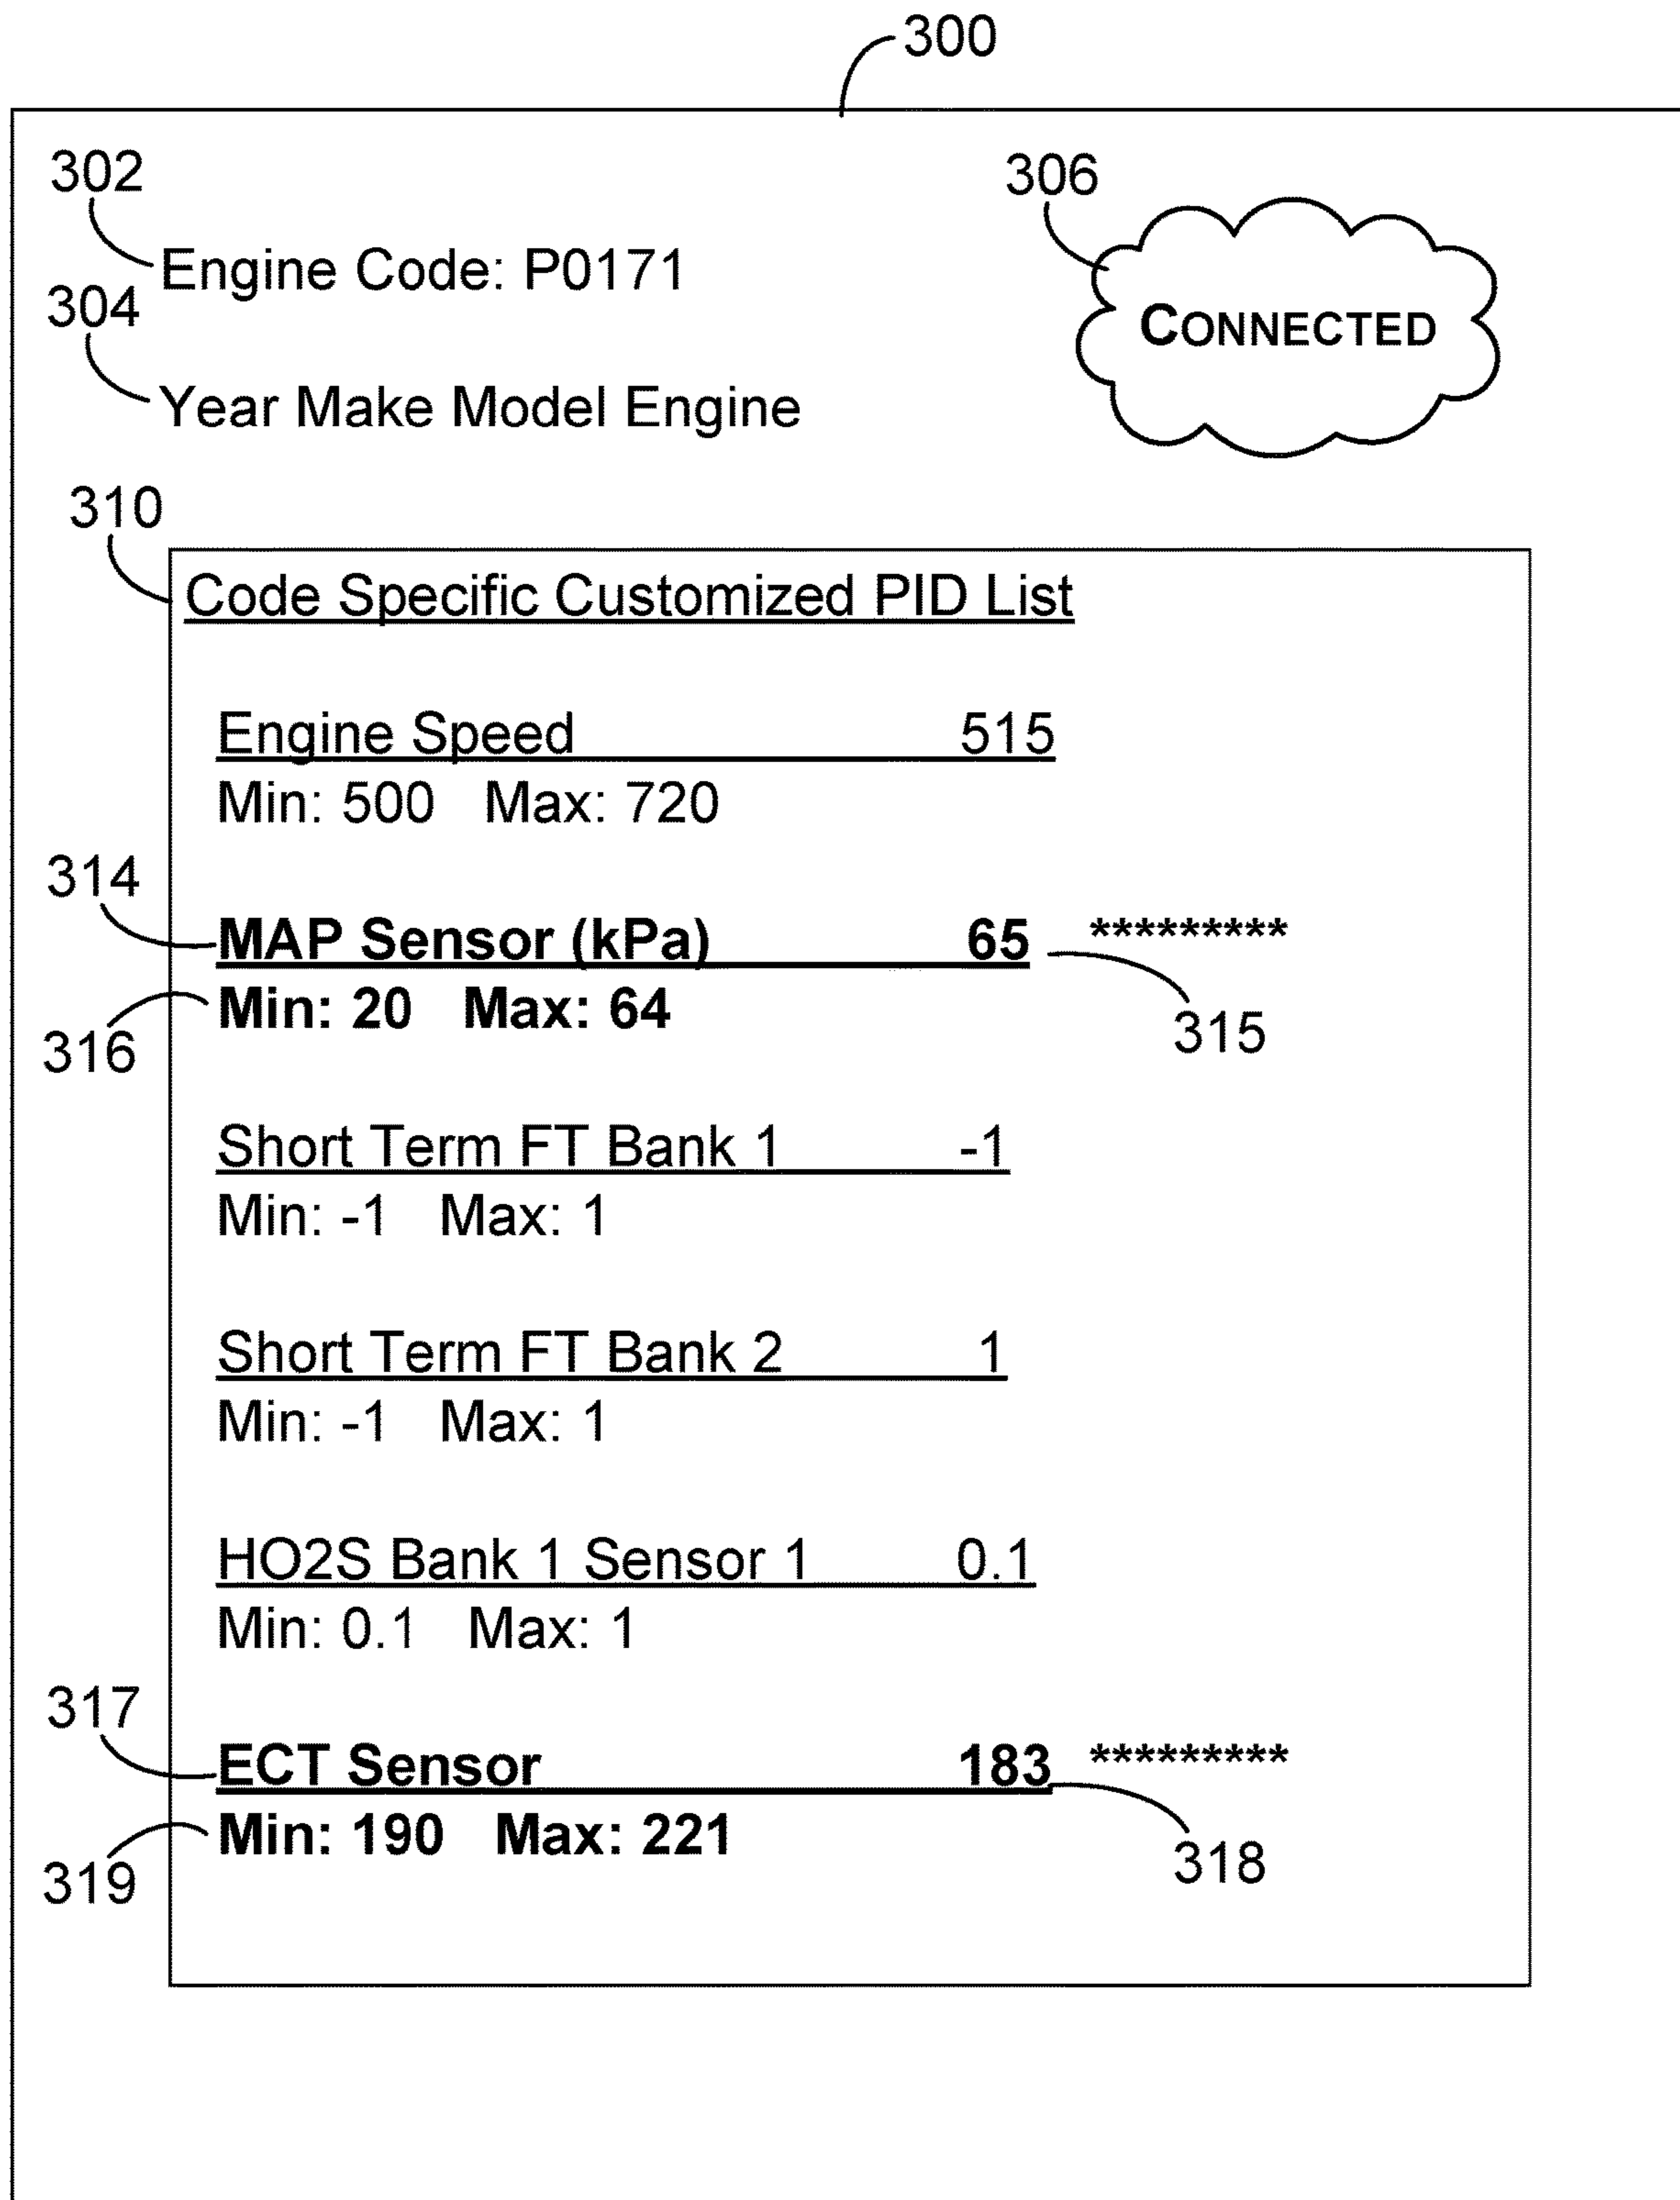 300
302
306
Engine Code: P0171
304
CONNECTED
Year Make Model Engine
310
Code Specific Customized PID List
Engine Speed 515
Min: 500 Max: 720
314
MAP Sensor (kPa) 65 *********
Min: 20 Max: 64
315
316
Short Term FT Bank 1 -1
Min: -1 Max: 1
Short Term FT Bank 2 1
Min: -1 Max: 1
HO2S Bank 1 Sensor 1 0.1
Min: 0.1 Max: 1
317
ECT Sensor 183 *********
Min: 190 Max: 221
318
319